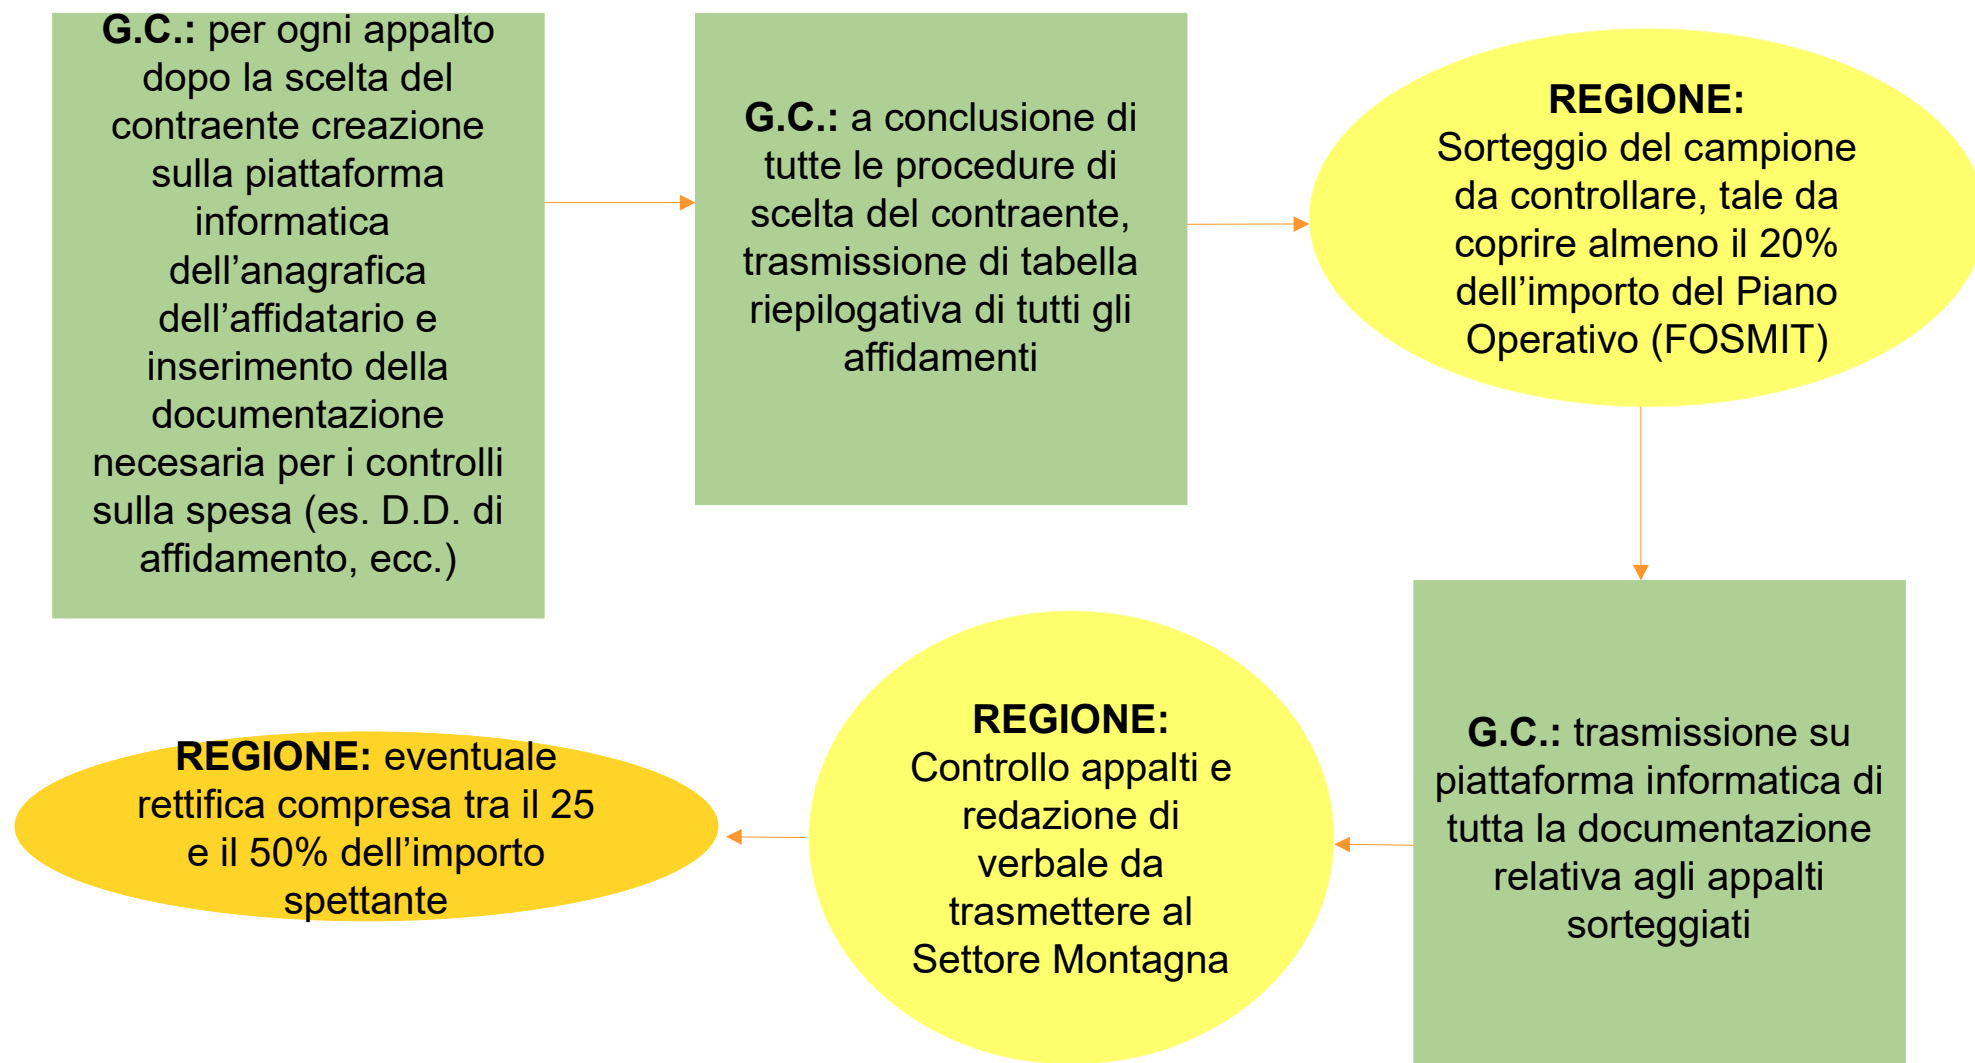 G.C.: per ogni appalto
dopo la scelta del
contraente creazione
sulla piattaforma
informatica
dell’anagrafica
dell’affidatario e
inserimento della
documentazione
necesaria per i controlli
sulla spesa (es. D.D. di
affidamento, ecc.)
G.C.: a conclusione di
tutte le procedure di
scelta del contraente,
trasmissione di tabella
riepilogativa di tutti gli
affidamenti
REGIONE:
Sorteggio del campione
da controllare, tale da
coprire almeno il 20%
dell’importo del Piano
Operativo (FOSMIT)
G.C.: trasmissione su
piattaforma informatica di
tutta la documentazione
relativa agli appalti
sorteggiati
REGIONE:
Controllo appalti e
redazione di
verbale da
trasmettere al
Settore Montagna
REGIONE: eventuale
rettifica compresa tra il 25
e il 50% dell’importo
spettante